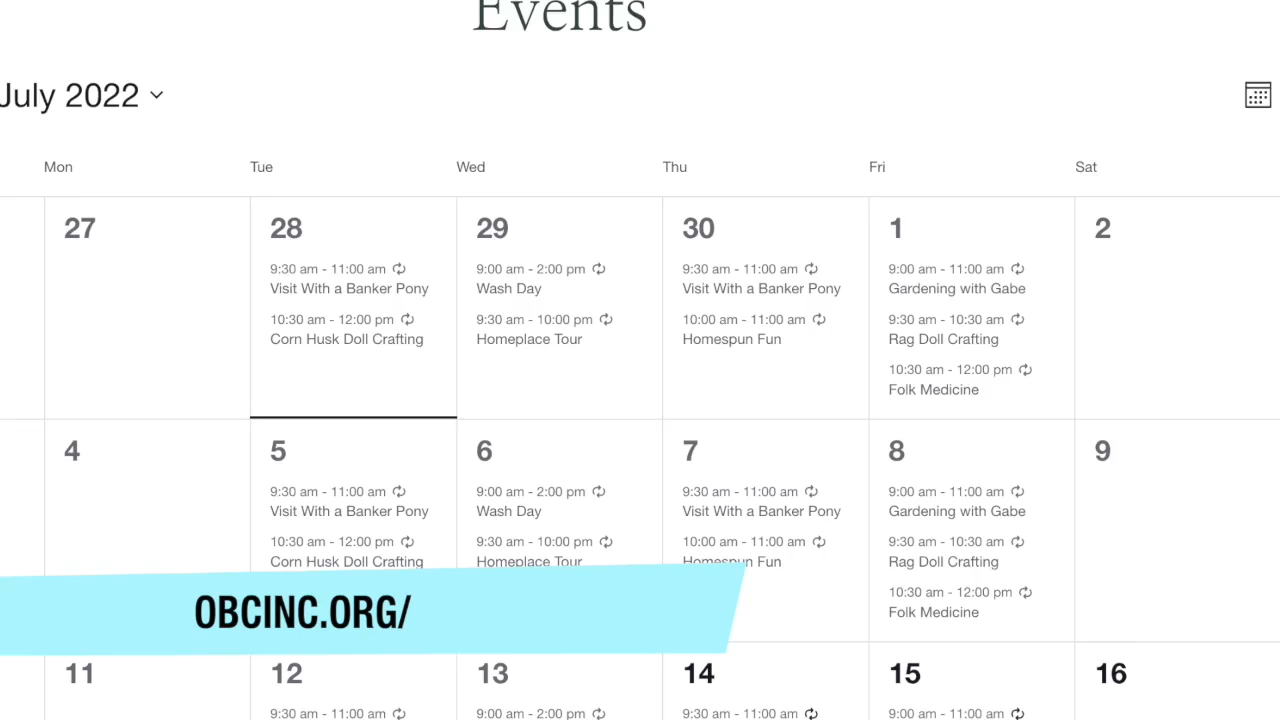 Events
July 2022
Mon Tue Wed Thu Fri Sat
27 28 29 30 1 2
9:30 am - 11:00 am 9:00 am - 2:00 pm 9:30 am - 11:00 am 9:00 am - 11:00 am
Visit With a Banker Pony Wash Day Visit With a Banker Pony Gardening with Gabe
10:30 am - 12:00 pm 9:30 am - 10:00 pm 10:00 am - 11:00 am 9:30 am - 10:30 am
Corn Husk Doll Crafting Homeplace Tour Homespun Fun Rag Doll Crafting
10:30 am - 12:00 pm
Folk Medicine
4 5 6 7 8 9
9:30 am - 11:00 am 9:00 am - 2:00 pm 9:30 am - 11:00 am 9:00 am - 11:00 am
Visit With a Banker Pony Wash Day Visit With a Banker Pony Gardening with Gabe
10:30 am - 12:00 pm 9:30 am - 10:00 pm 10:00 am - 11:00 am 9:30 am - 10:30 am
Corn Husk Doll Crafting Homeplace Tour Homespun Fun Rag Doll Crafting
10:30 am - 12:00 pm
Folk Medicine
OBCINC.ORG/
11 12 13 14 15 16
9:30 am - 11:00 am 9:00 am - 2:00 pm 9:30 am - 11:00 am 9:00 am - 11:00 am